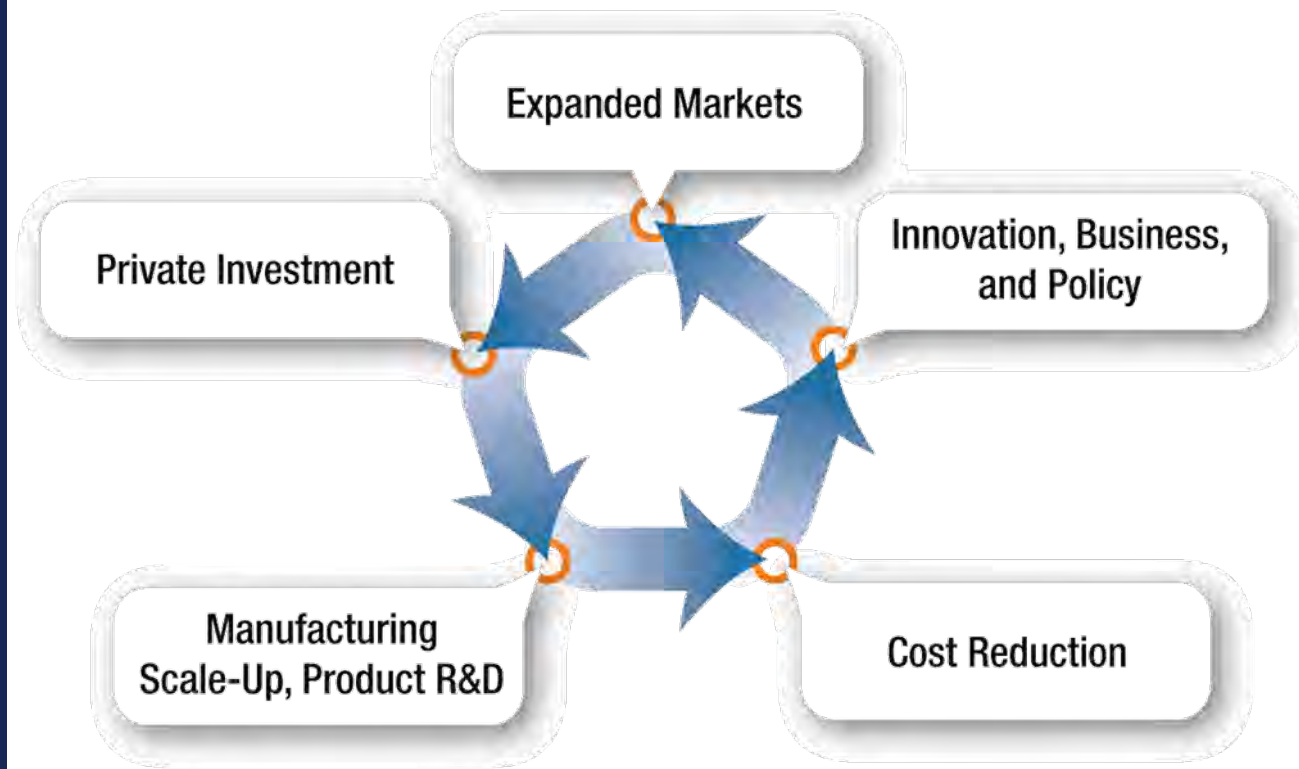 Expanded Markets
Private Investment
Innovation, Business,
and Policy
Manufacturing
Scale-Up, Product R&D
Cost Reduction